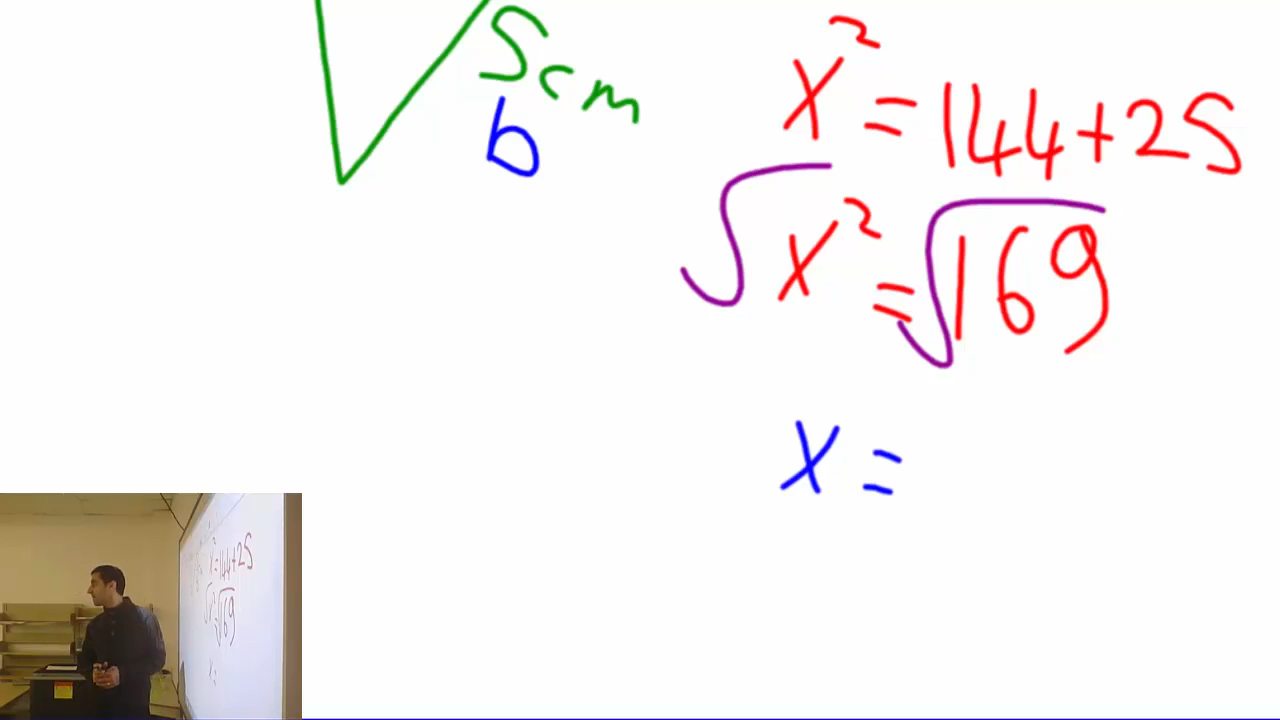 5cm
b
x² = 144+25
√x² = √169
x =